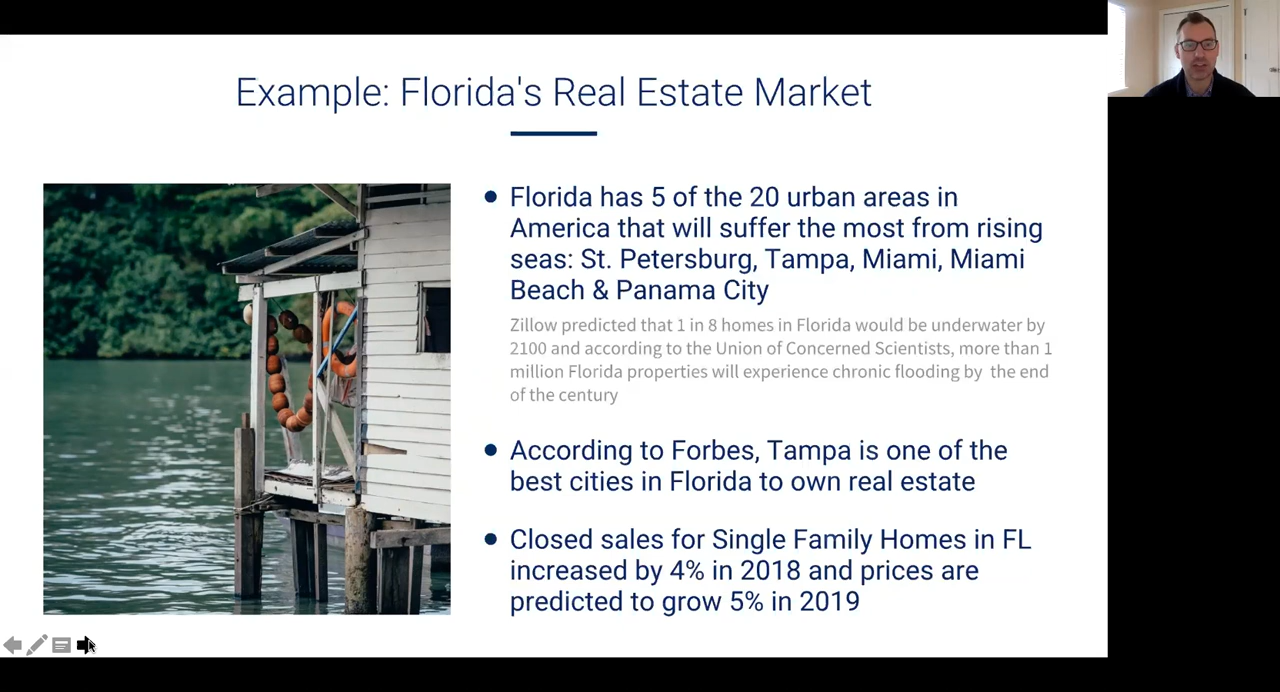 Example: Florida's Real Estate Market
Florida has 5 of the 20 urban areas in
America that will suffer the most from rising
seas: St. Petersburg, Tampa, Miami, Miami
Beach & Panama City
Zillow predicted that 1 in 8 homes in Florida would be underwater by
2100 and according to the Union of Concerned Scientists, more than 1
million Florida properties will experience chronic flooding by  the end
of the century
According to Forbes, Tampa is one of the
best cities in Florida to own real estate
Closed sales for Single Family Homes in FL
increased by 4% in 2018 and prices are
predicted to grow 5% in 2019